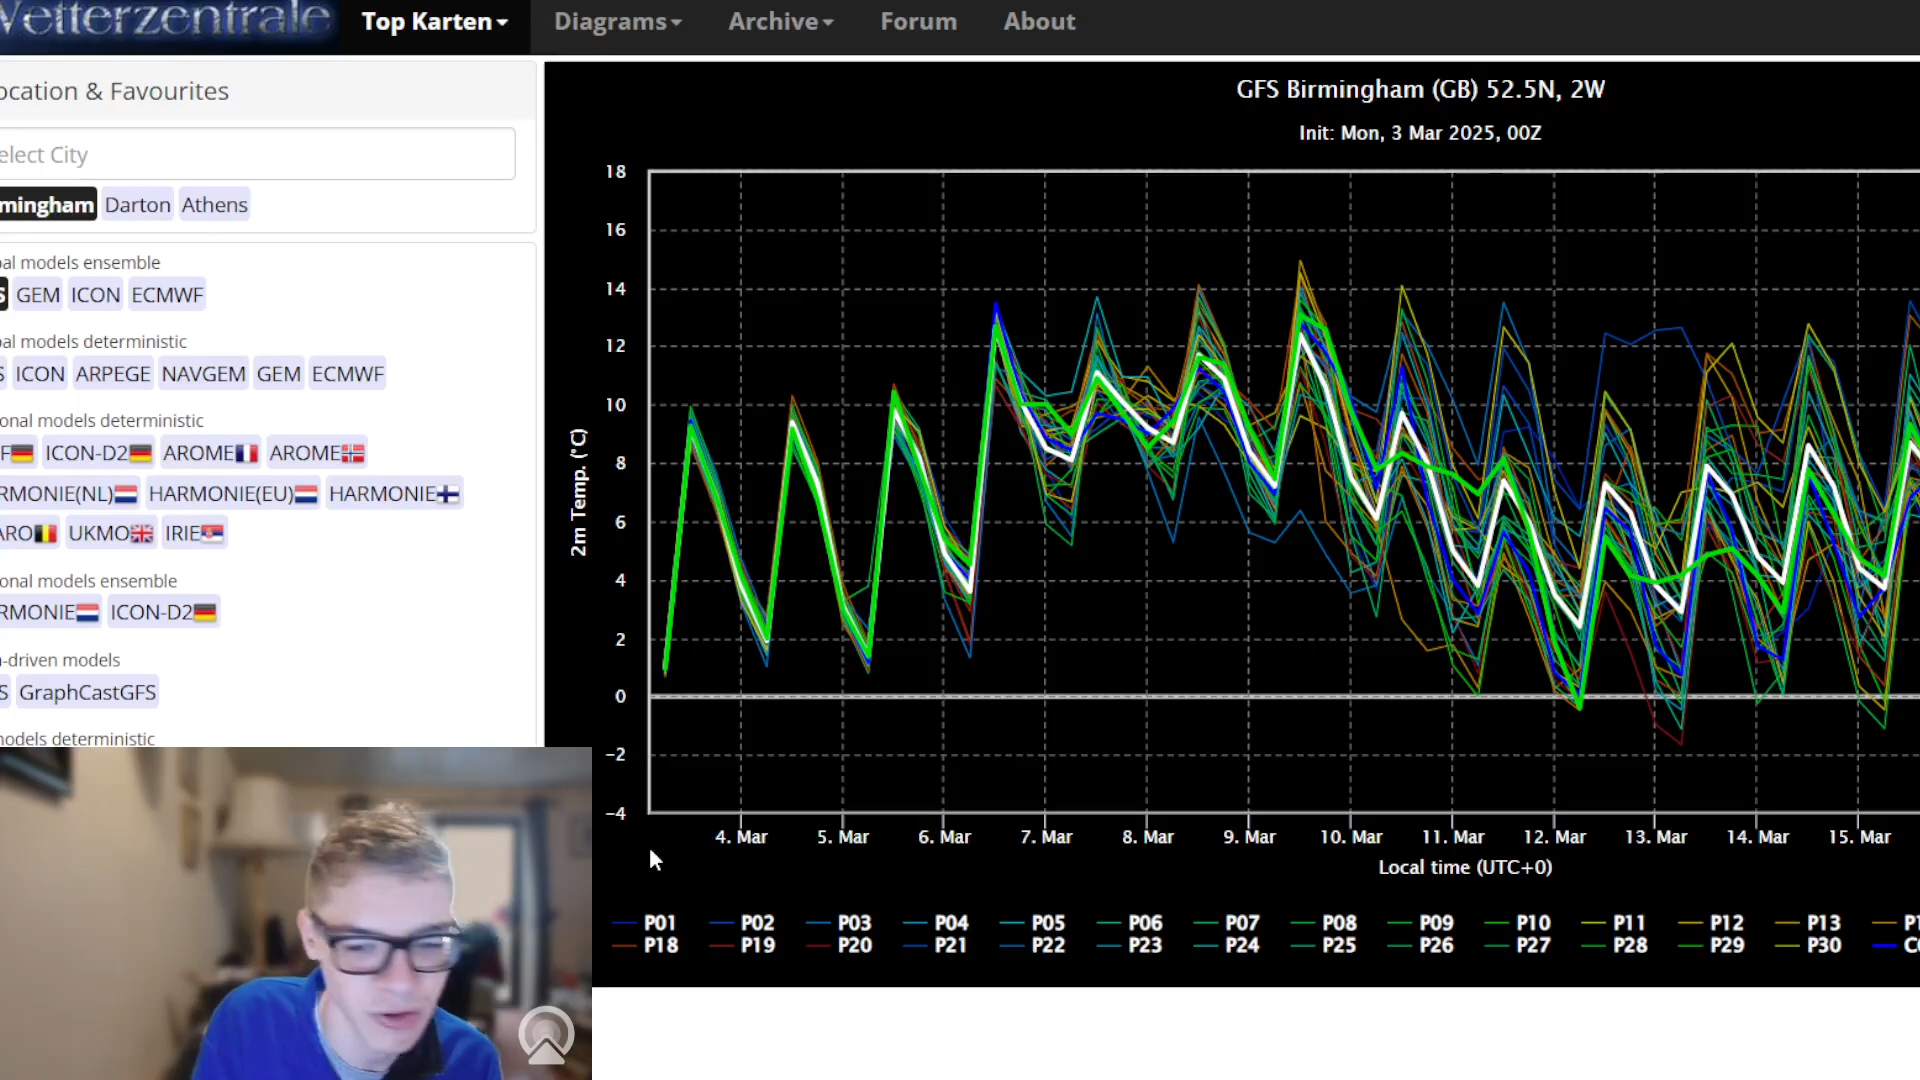 Wetterzentrale
Top Karten
Diagrams
Archive
Forum
About
ocation & Favourites
elect City
mingham
Darton
Athens
al models ensemble
S
GEM
ICON
ECMWF
al models deterministic
S
ICON
ARPEGE
NAVGEM
GEM
ECMWF
onal models deterministic
F
ICON-D2
AROME
AROME
RMONIE(NL)
HARMONIE(EU)
HARMONIE
ARO
UKMO
IRIE
onal models ensemble
RMONIE
ICON-D2
-driven models
S
GraphCastGFS
odels deterministic
GFS Birmingham (GB) 52.5N, 2W
Init: Mon, 3 Mar 2025, 00Z
18
16
14
12
10
8
6
4
2
0
−2
−4
2m Temp. (°C)
4. Mar
5. Mar
6. Mar
7. Mar
8. Mar
9. Mar
10. Mar
11. Mar
12. Mar
13. Mar
14. Mar
15. Mar
Local time (UTC+0)
P01 P02 P03 P04 P05 P06 P07 P08 P09 P10 P11 P12 P13 P1
P18 P19 P20 P21 P22 P23 P24 P25 P26 P27 P28 P29 P30 C